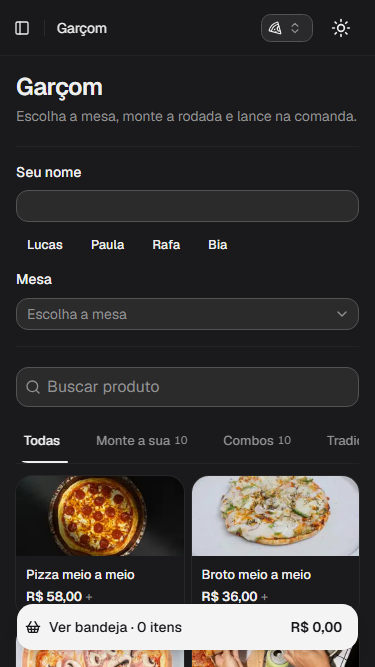 Garçom
Garçom
Escolha a mesa, monte a rodada e lance na comanda.
Seu nome
Lucas Paula Rafa Bia
Mesa
Escolha a mesa
Buscar produto
Todas Monte a sua 10 Combos 10 Tradic
Pizza meio a meio
R$ 58,00 +
Broto meio a meio
R$ 36,00 +
Ver bandeja · 0 itens R$ 0,00